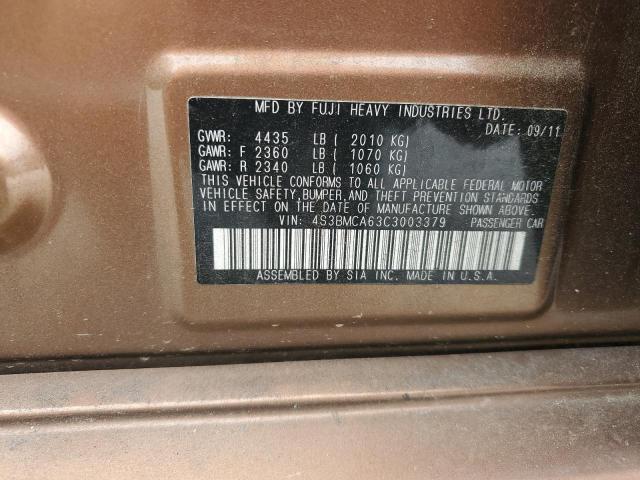 MFD BY FUJI HEAVY INDUSTRIES LTD.
DATE: 09/11
GVWR: 4435 LB ( 2010 KG)
GAWR: F 2360 LB ( 1070 KG)
GAWR: R 2340 LB ( 1060 KG)
THIS VEHICLE CONFORMS TO ALL APPLICABLE FEDERAL MOTOR
VEHICLE SAFETY,BUMPER, AND THEFT PREVENTION STANDARDS
IN EFFECT ON THE DATE OF MANUFACTURE SHOWN ABOVE.
VIN: 4S3BMCA63C3003379 PASSENGER CAR
ASSEMBLED BY SIA INC. MADE IN U.S.A.